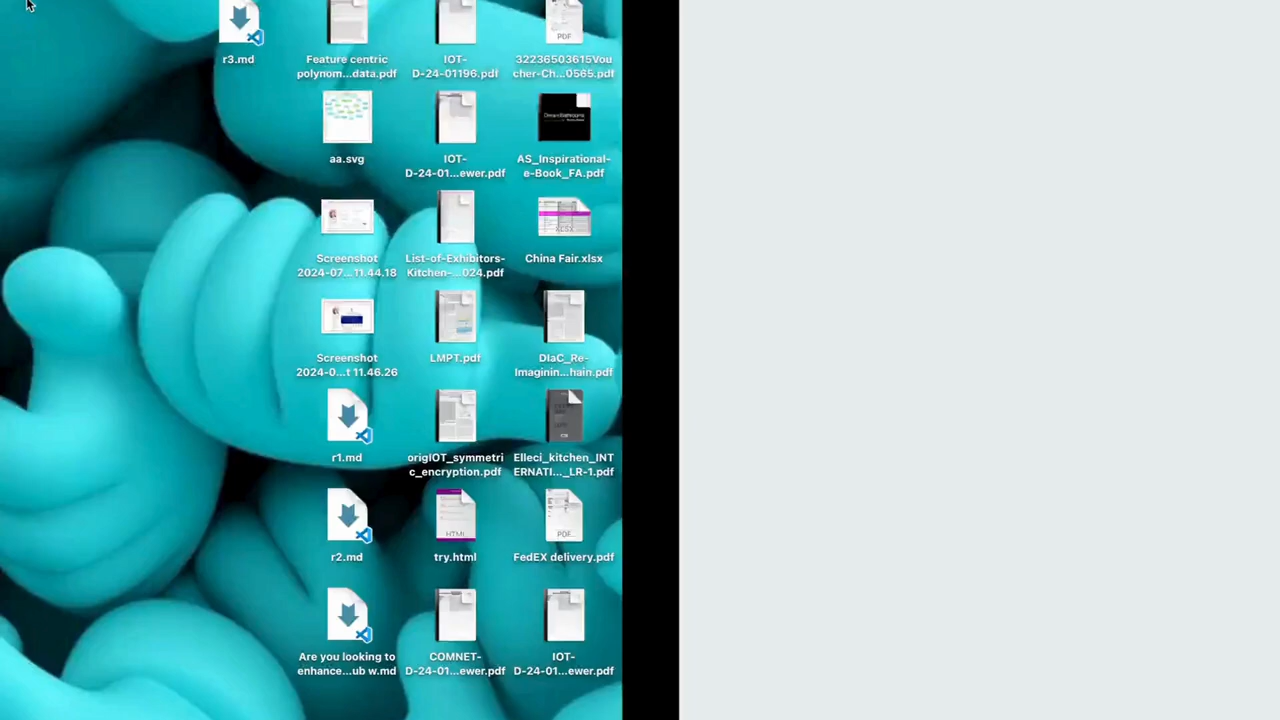 r3.md
Feature centric
polynom...data.pdf
IOT-
D-24-01196.pdf
PDF
32236503615Vou
cher-Ch...0565.pdf
aa.svg
IOT-
D-24-01...ewer.pdf
AS_Inspirational-
e-Book_FA.pdf
Screenshot
2024-07...11.44.18
List-of-Exhibitors-
Kitchen-...024.pdf
XLSX
China Fair.xlsx
Screenshot
2024-0...t 11.46.26
LMPT.pdf
DIaC_Re-
Imaginin...hain.pdf
r1.md
origIOT_symmetri
c_encryption.pdf
Elleci_kitchen_INT
ERNATI..._LR-1.pdf
r2.md
HTML
try.html
PDF
FedEX delivery.pdf
Are you looking to
enhance...ub w.md
COMNET-
D-24-01...ewer.pdf
IOT-
D-24-01...ewer.pdf